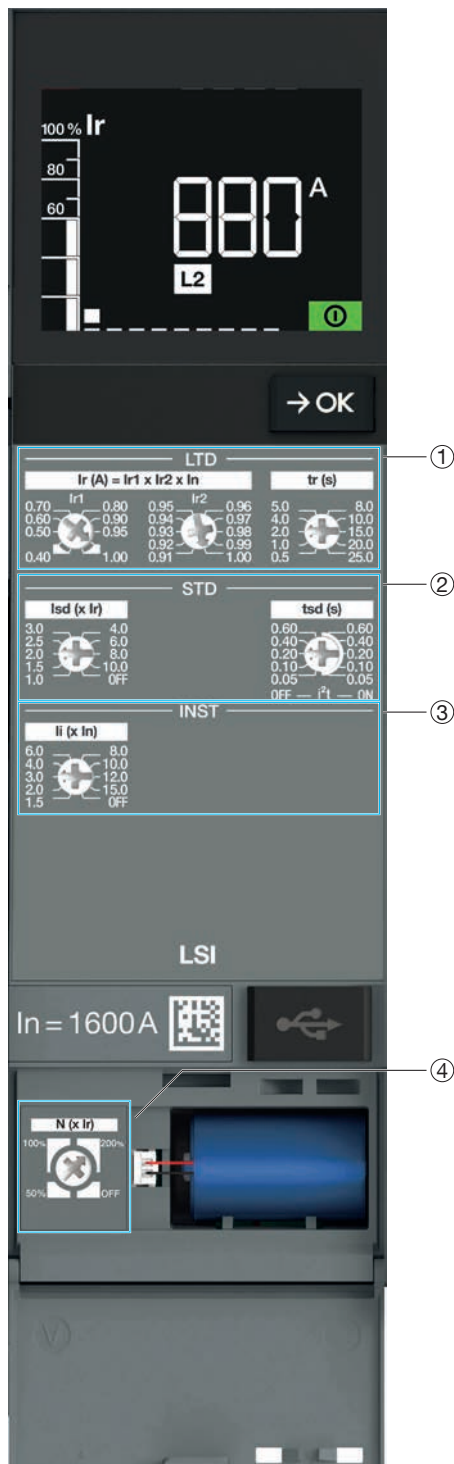 100 % Ir
80
60
880 A
L2
→ OK
①
LTD
Ir (A) = Ir1 x Ir2 x In
tr (s)
Ir1
Ir2
0.70 0.80 0.95 0.96 5.0 8.0
0.60 0.90 0.94 0.97 4.0 10.0
0.50 0.95 0.93 0.98 2.0 15.0
0.92 0.99 1.0 20.0
0.40 1.00 0.91 1.00 0.5 25.0
②
STD
Isd (x Ir)
tsd (s)
3.0 4.0 0.60 0.60
2.5 6.0 0.40 0.40
2.0 8.0 0.20 0.20
1.5 10.0 0.10 0.10
1.0 OFF 0.05 0.05
OFF — i²t — ON
③
INST
Ii (x In)
6.0 8.0
4.0 10.0
3.0 12.0
2.0 15.0
1.5 OFF
LSI
In = 1600 A
④
N (x Ir)
100% 200%
50% OFF